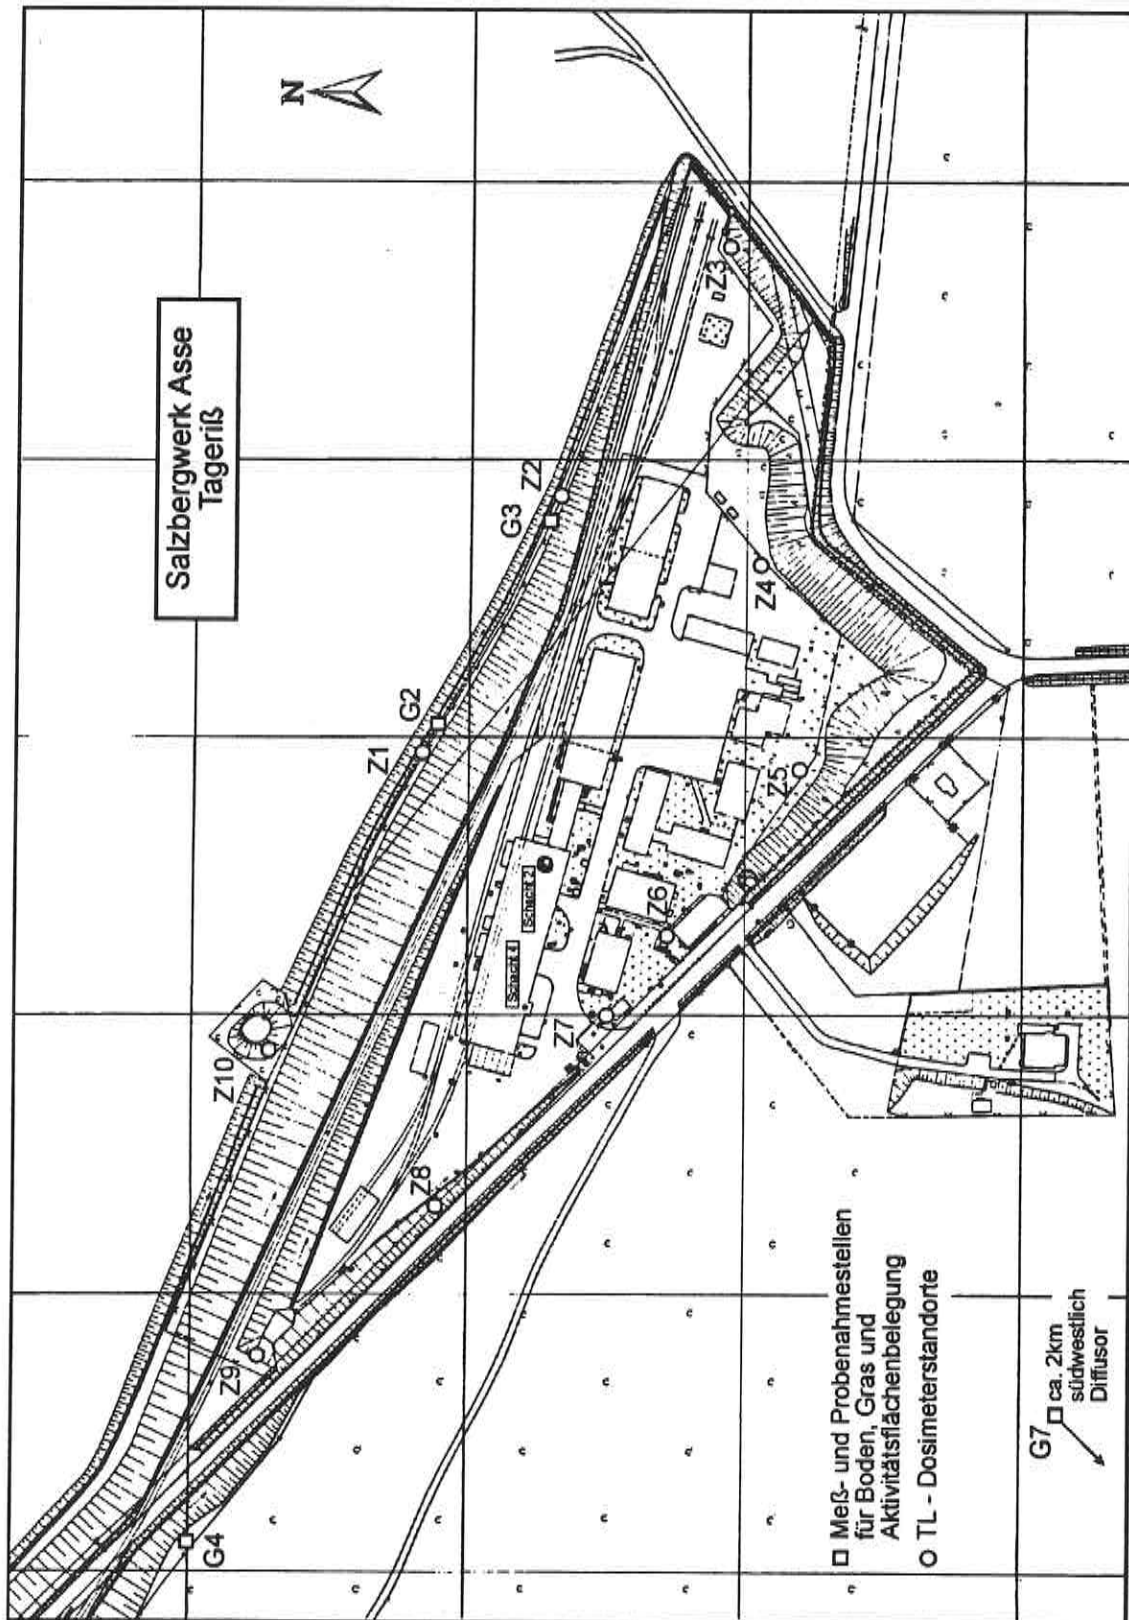 Salzbergwerk Asse
Tageriß
N
Z10
Z1
G2
G3
Z2
Z3
Z9
Z8
Z7
Z6
Z5
Z4
Schacht 4
Schacht 2
G4
□ Meß- und Probenahmestellen
für Boden, Gras und
Aktivitätsflächenbelegung
○ TL - Dosimeterstandorte
G7
□ ca. 2km
südwestlich
Diffusor